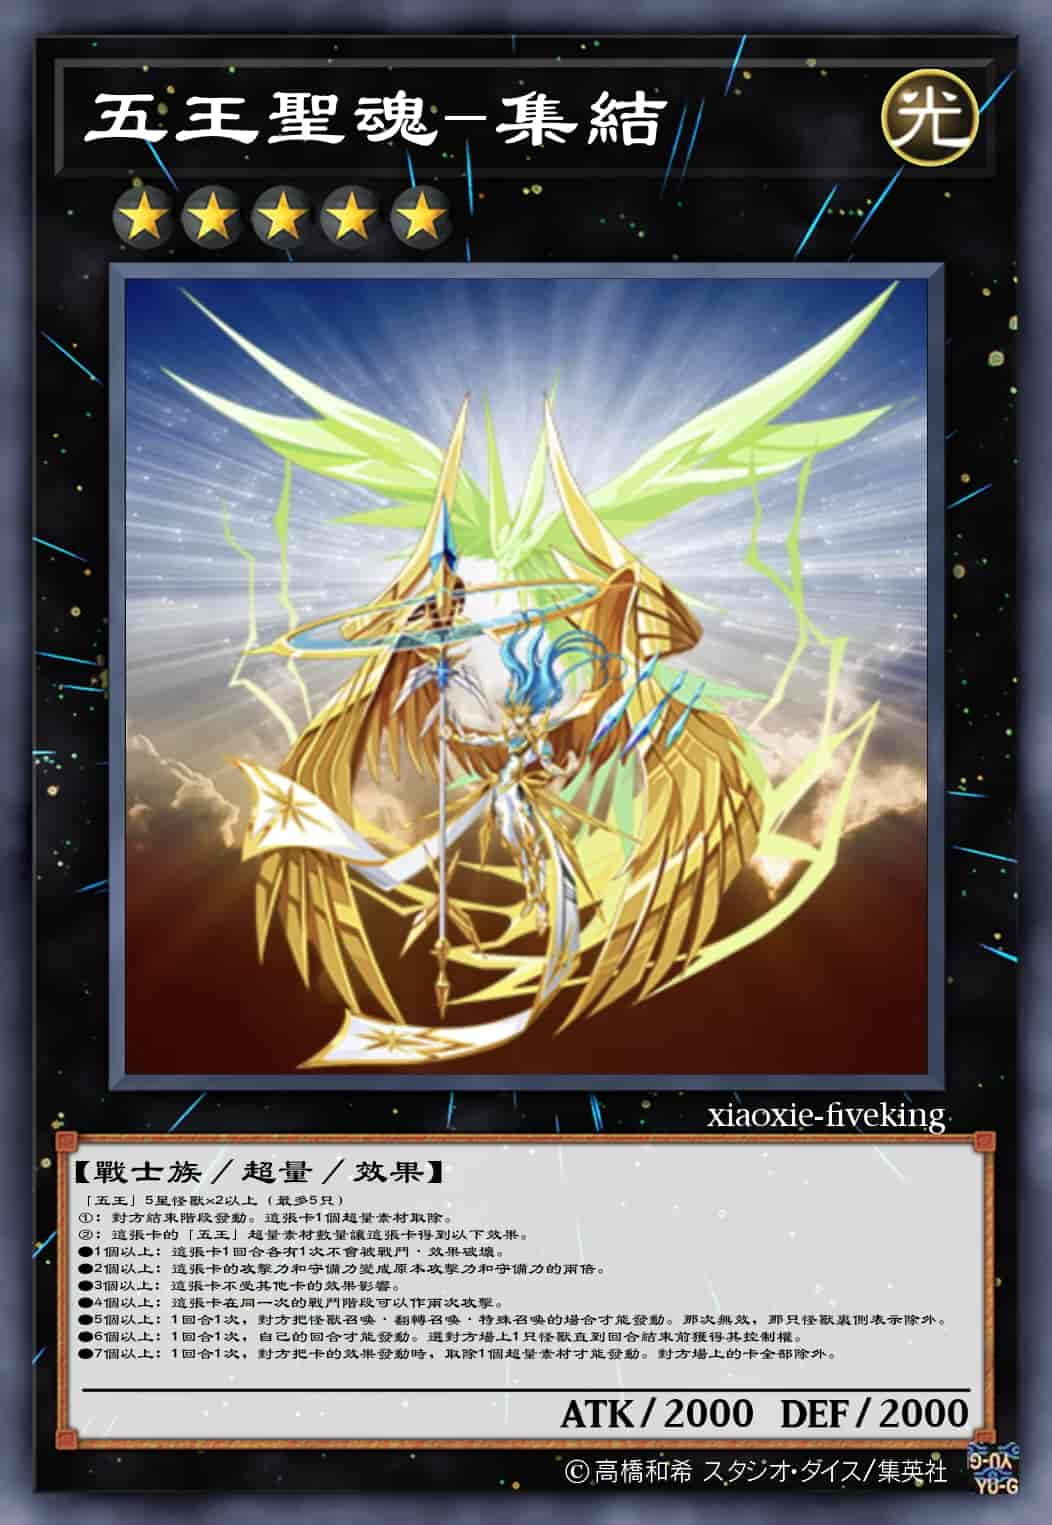 五王聖魂-集結
光
xiaoxie-fiveking
【戰士族/超量/效果】
「五王」5星怪獸x2以上(最多5只)
①:對方結束階段發動。這張卡1個超量素材取除。
②:這張卡的「五王」超量素材數量讓這張卡得到以下效果。
●1個以上:這張卡1回合各有1次不會被戰鬥·效果破壞。
●2個以上:這張卡的攻擊力和守備力變成原本攻擊力和守備力的兩倍。
●3個以上:這張卡不受其他卡的效果影響。
●4個以上:這張卡在同一次的戰鬥階段可以作兩次攻擊。
●5個以上:1回合1次,對方把怪獸召喚·翻轉召喚·特殊召喚的場合才能發動。那次無效,那只怪獸裏側表示除外。
●6個以上:1回合1次,自己的回合才能發動。選對方場上1只怪獸直到回合結束前獲得其控制權。
●7個以上:1回合1次,對方把卡的效果發動時,取除1個超量素材才能發動。對方場上的卡全部除外。
ATK/2000 DEF/2000
©高橋和希 スタジオ・ダイス/集英社
YU-G
YU-G